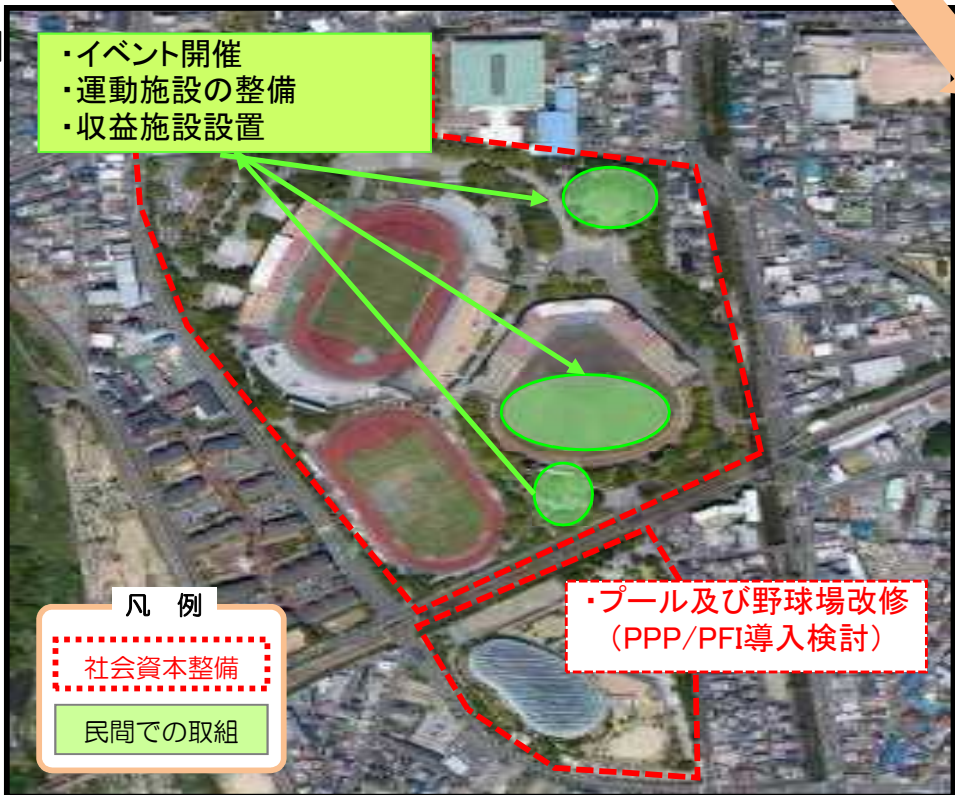 ・イベント開催
・運動施設の整備
・収益施設設置
・プール及び野球場改修
（PPP/PFI導入検討）
凡　例
社会資本整備
民間での取組